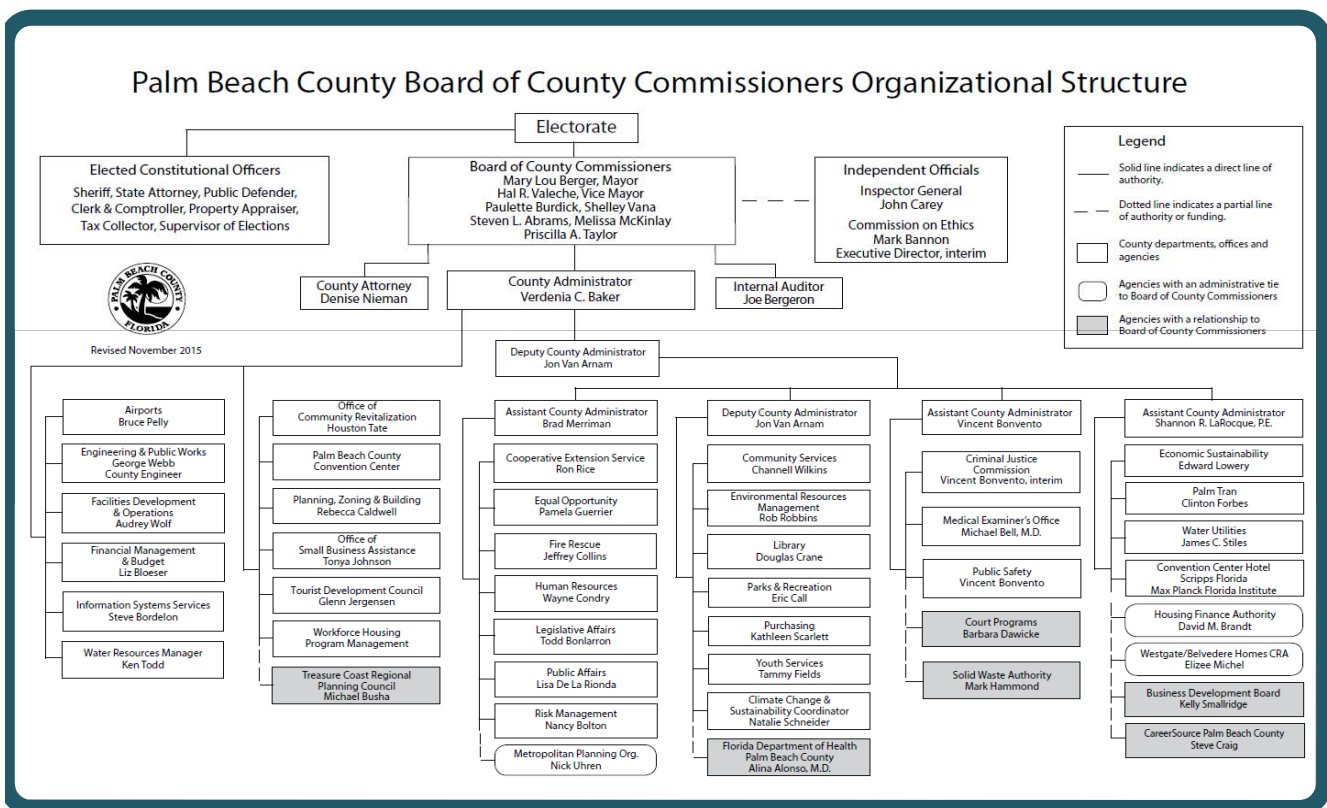 Palm Beach County Board of County Commissioners Organizational Structure
Electorate
Elected Constitutional Officers
Sheriff, State Attorney, Public Defender,
Clerk & Comptroller, Property Appraiser,
Tax Collector, Supervisor of Elections
Board of County Commissioners
Mary Lou Berger, Mayor
Hal R. Valeche, Vice Mayor
Paulette Burdick, Shelley Vana
Steven L. Abrams, Melissa McKinlay
Priscilla A. Taylor
Independent Officials
Inspector General
John Carey
Commission on Ethics
Mark Bannon
Executive Director, interim
Legend
Solid line indicates a direct line of
authority.
Dotted line indicates a partial line
of authority or funding.
County departments, offices and
agencies
Agencies with an administrative tie
to Board of County Commissioners
Agencies with a relationship to
Board of County Commissioners
PALM BEACH COUNTY
FLORIDA
Revised November 2015
County Attorney
Denise Nieman
County Administrator
Verdenia C. Baker
Internal Auditor
Joe Bergeron
Deputy County Administrator
Jon Van Arnam
Airports
Bruce Pelly
Engineering & Public Works
George Webb
County Engineer
Facilities Development
& Operations
Audrey Wolf
Financial Management
& Budget
Liz Bloeser
Information Systems Services
Steve Bordelon
Water Resources Manager
Ken Todd
Office of
Community Revitalization
Houston Tate
Palm Beach County
Convention Center
Planning, Zoning & Building
Rebecca Caldwell
Office of
Small Business Assistance
Tonya Johnson
Tourist Development Council
Glenn Jergensen
Workforce Housing
Program Management
Treasure Coast Regional
Planning Council
Michael Busha
Assistant County Administrator
Brad Merriman
Cooperative Extension Service
Ron Rice
Equal Opportunity
Pamela Guerrier
Fire Rescue
Jeffrey Collins
Human Resources
Wayne Condry
Legislative Affairs
Todd Bonlarron
Public Affairs
Lisa De La Rionda
Risk Management
Nancy Bolton
Metropolitan Planning Org.
Nick Uhren
Deputy County Administrator
Jon Van Arnam
Community Services
Channell Wilkins
Environmental Resources
Management
Rob Robbins
Library
Douglas Crane
Parks & Recreation
Eric Call
Purchasing
Kathleen Scarlett
Youth Services
Tammy Fields
Climate Change &
Sustainability Coordinator
Natalie Schneider
Florida Department of Health
Palm Beach County
Alina Alonso, M.D.
Assistant County Administrator
Vincent Bonvento
Criminal Justice
Commission
Vincent Bonvento, interim
Medical Examiner's Office
Michael Bell, M.D.
Public Safety
Vincent Bonvento
Court Programs
Barbara Dawicke
Solid Waste Authority
Mark Hammond
Assistant County Administrator
Shannon R. LaRocque, P.E.
Economic Sustainability
Edward Lowery
Palm Tran
Clinton Forbes
Water Utilities
James C. Stiles
Convention Center Hotel
Scripps Florida
Max Planck Florida Institute
Housing Finance Authority
David M. Brandt
Westgate/Belvedere Homes CRA
Elizee Michel
Business Development Board
Kelly Smallridge
CareerSource Palm Beach County
Steve Craig